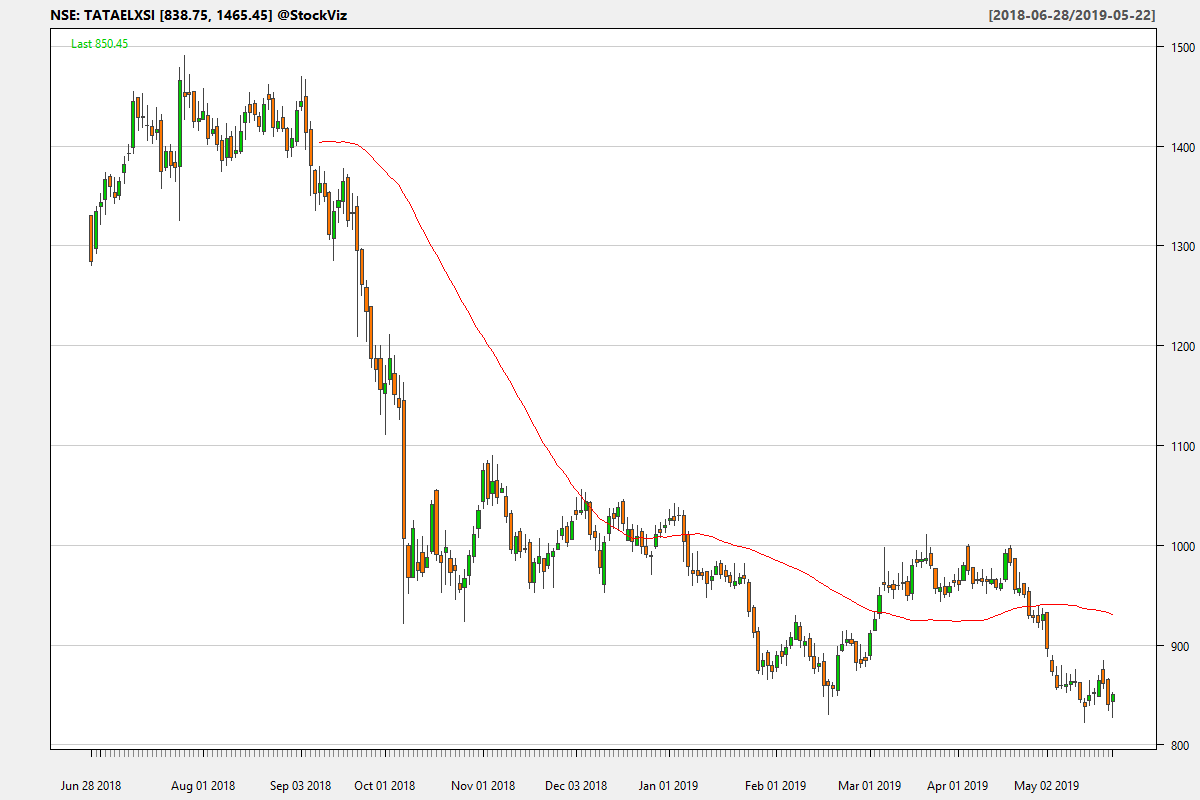 NSE: TATAELXSI [838.75, 1465.45] @StockViz [2018-06-28/2019-05-22]
Last 850.45
1500
1400
1300
1200
1100
1000
900
800
Jun 28 2018 Aug 01 2018 Sep 03 2018 Oct 01 2018 Nov 01 2018 Dec 03 2018 Jan 01 2019 Feb 01 2019 Mar 01 2019 Apr 01 2019 May 02 2019